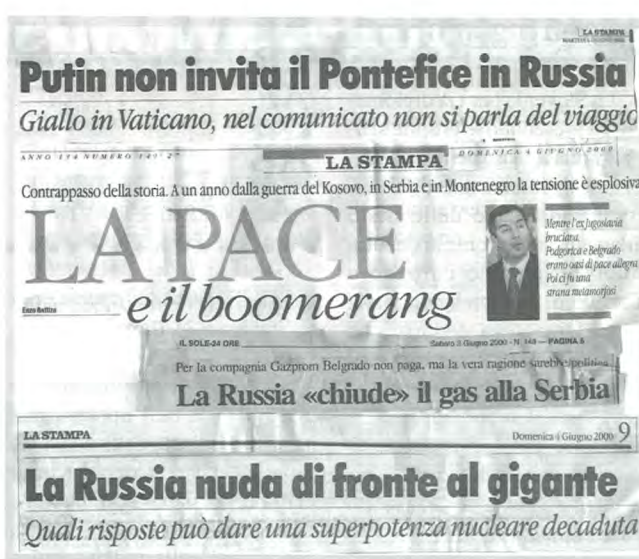 LA STAMPA
Putin non invita il Pontefice in Russia
Giallo in Vaticano, nel comunicato non si parla del viaggio
ANNO 134 NUMERO
LA STAMPA
DOMENICA 4 GIUGNO 2000
Contrappasso della storia. A un anno dalla guerra del Kosovo, in Serbia e in Montenegro la tensione è esplosiva
LA PACE
e il boomerang
Enzo Bettiza
Mentre l'ex Jugoslavia
bruciava.
Podgorica e Belgrado
erano oasi di pace allegra
Poi ci fu una
strana metamorfosi
IL SOLE-24 ORE
Sabato 3 Giugno 2000 - N. 149 — PAGINA 5
Per la compagnia Gazprom Belgrado non paga, ma la vera ragione sarebbe politica
La Russia «chiude» il gas alla Serbia
LA STAMPA
Domenica 4 Giugno 2000 9
La Russia nuda di fronte al gigante
Quali risposte può dare una superpotenza nucleare decaduta